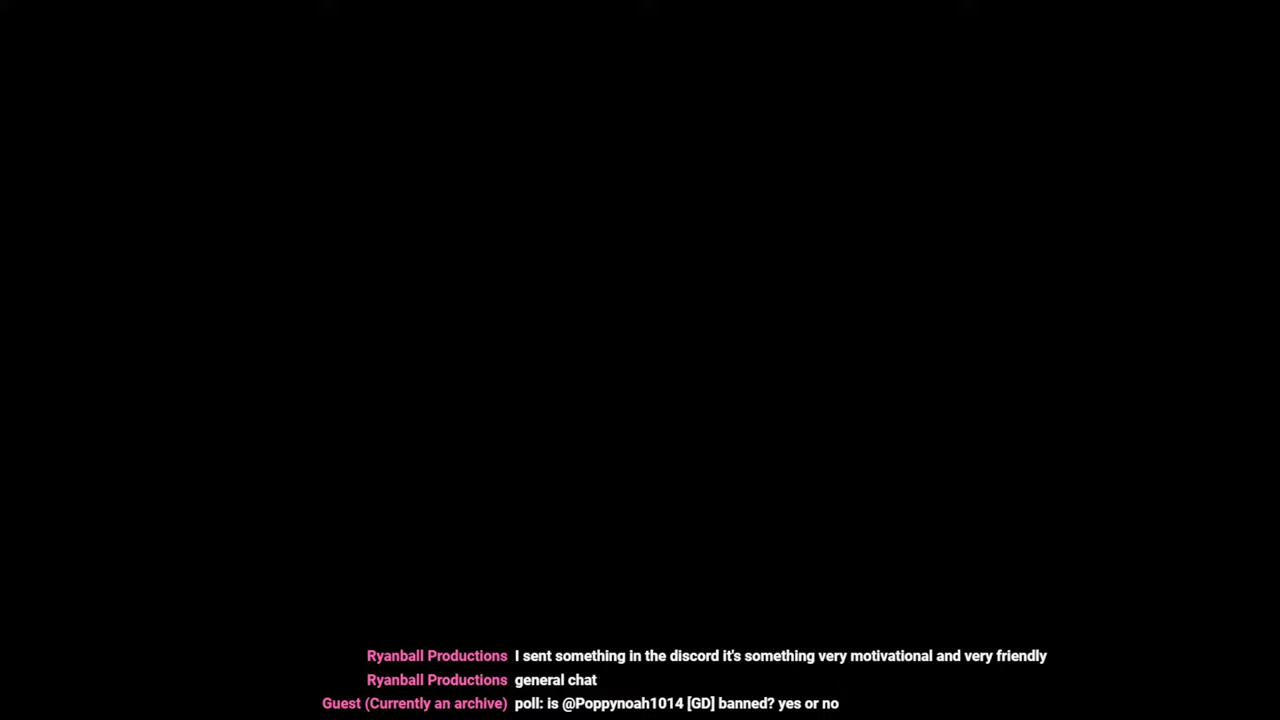 Ryanball Productions I sent something in the discord it's something very motivational and very friendly
Ryanball Productions general chat
Guest (Currently an archive) poll: is @Poppynoah1014 [GD] banned? yes or no